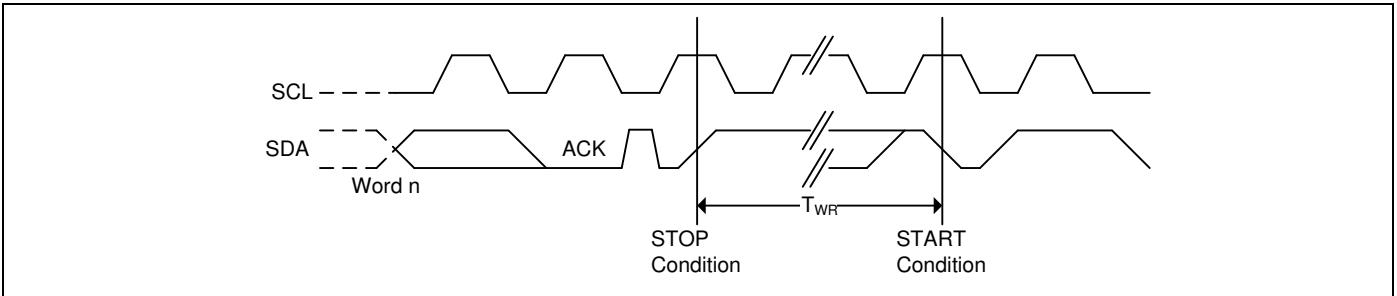 SCL
SDA
ACK
Word n
TWR
STOP
Condition
START
Condition